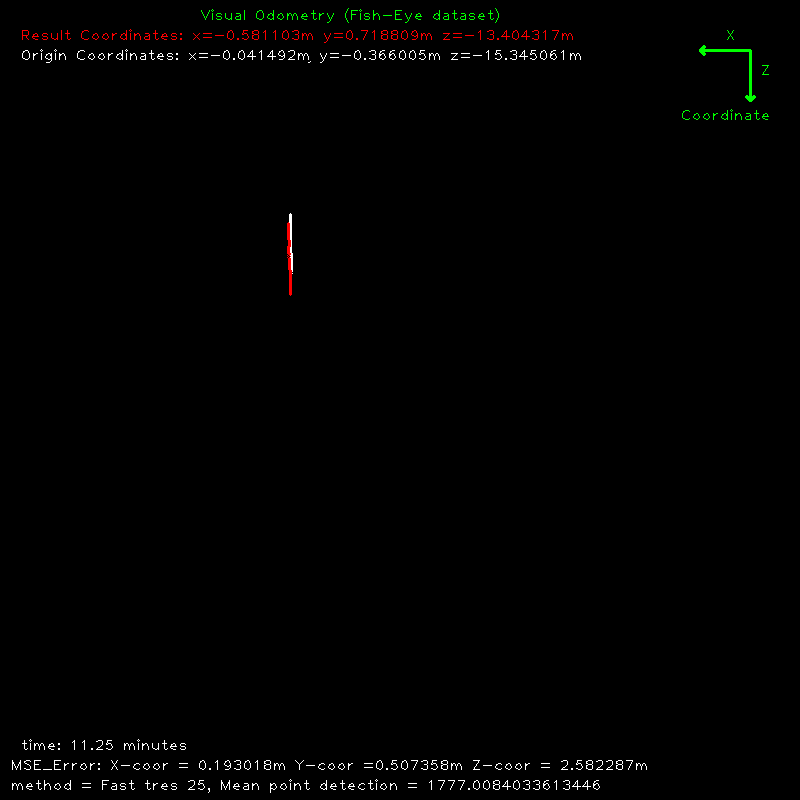 Visual Odometry (Fish-Eye dataset)
Result Coordinates: x=-0.581103m y=0.718809m z=-13.404317m
Origin Coordinates: x=-0.041492m y=-0.366005m z=-15.345061m
X
Z
Coordinate
time: 11.25 minutes
MSE_Error: X-coor = 0.193018m Y-coor =0.507358m Z-coor = 2.582287m
method = Fast tres 25, Mean point detection = 1777.0084033613446